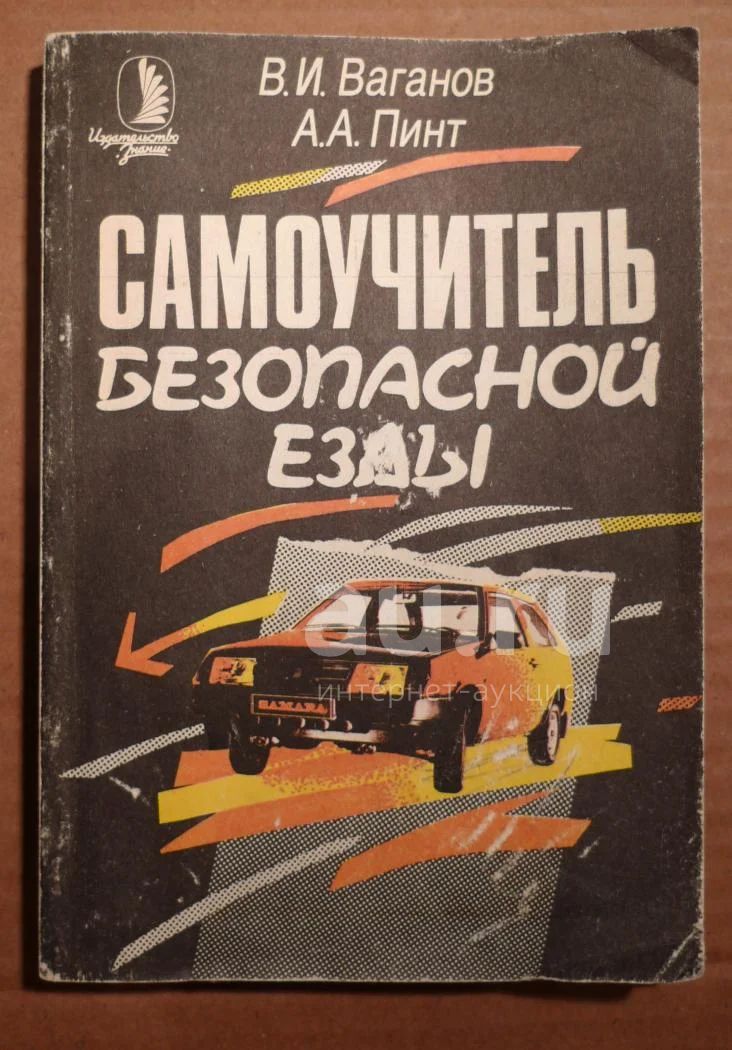 В.И. Ваганов
А.А. Пинт
Издательство
·Знание·
САМОУЧИТЕЛЬ
БЕЗОПАСНОЙ
ЕЗДЫ
au.ru
интернет-аукцион
SAMARA